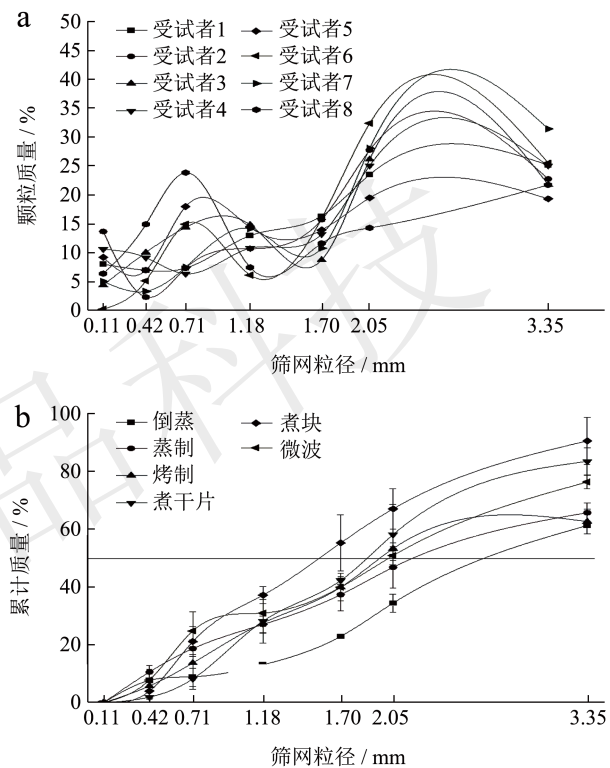 a
50
45
40
35
30
25
20
15
10
5
0
颗粒质量 / %
受试者1
受试者2
受试者3
受试者4
受试者5
受试者6
受试者7
受试者8
0.11 0.42 0.71 1.18 1.70 2.05 3.35
筛网粒径 / mm
品科技
b
100
80
60
40
20
0
累计质量 / %
倒蒸
蒸制
烤制
煮干片
煮块
微波
0.11 0.42 0.71 1.18 1.70 2.05 3.35
筛网粒径 / mm